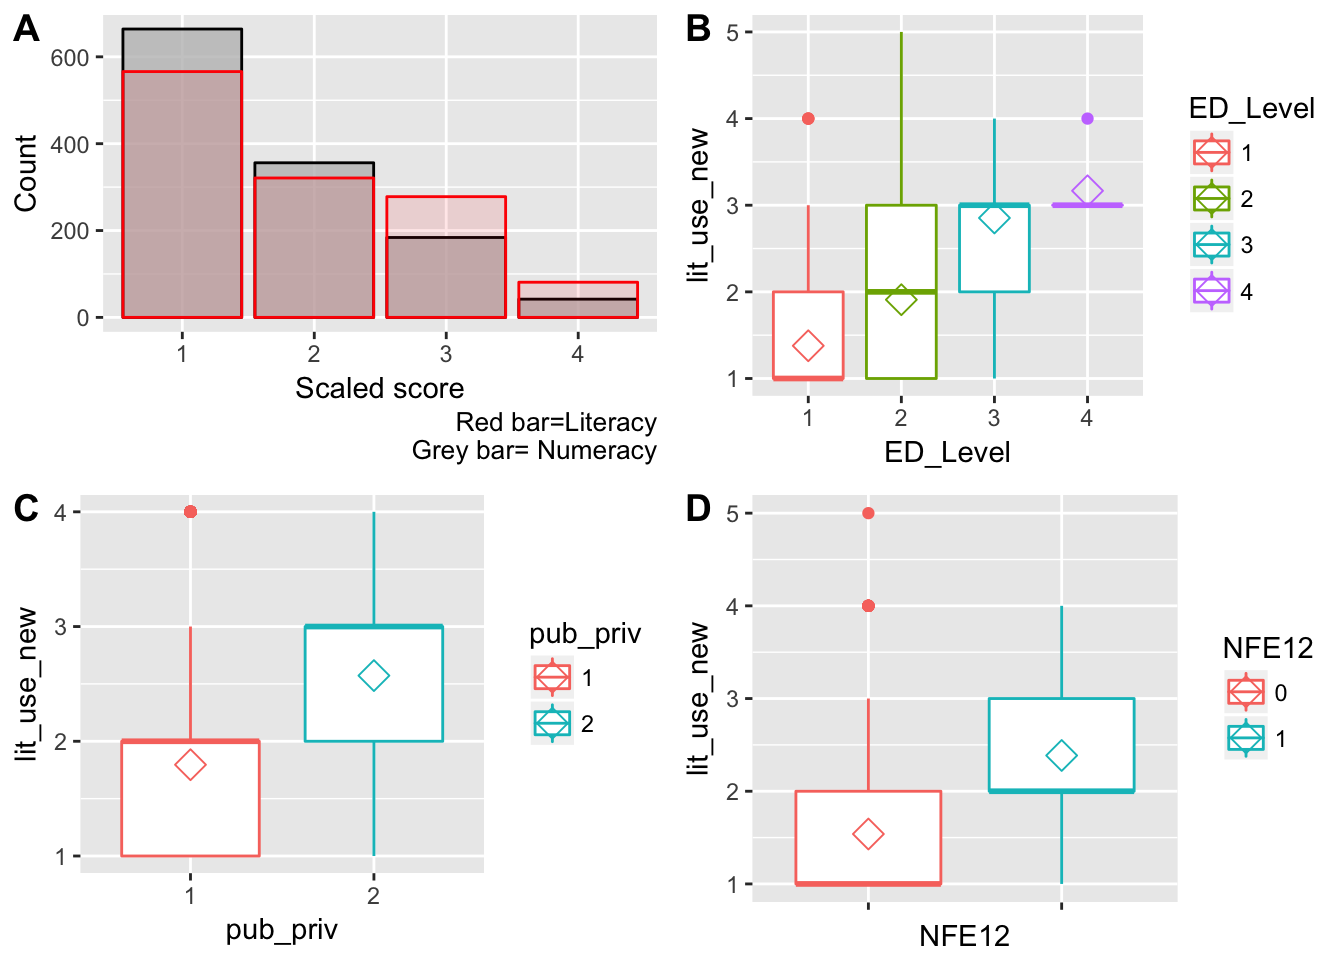 A
600
400
200
0
Count
1 2 3 4
Scaled score
Red bar=Literacy
Grey bar= Numeracy
B
5
4
3
2
1
lit_use_new
1 2 3 4
ED_Level
ED_Level
1
2
3
4
C
4
3
2
1
lit_use_new
1 2
pub_priv
pub_priv
1
2
D
5
4
3
2
1
lit_use_new
NFE12
NFE12
0
1